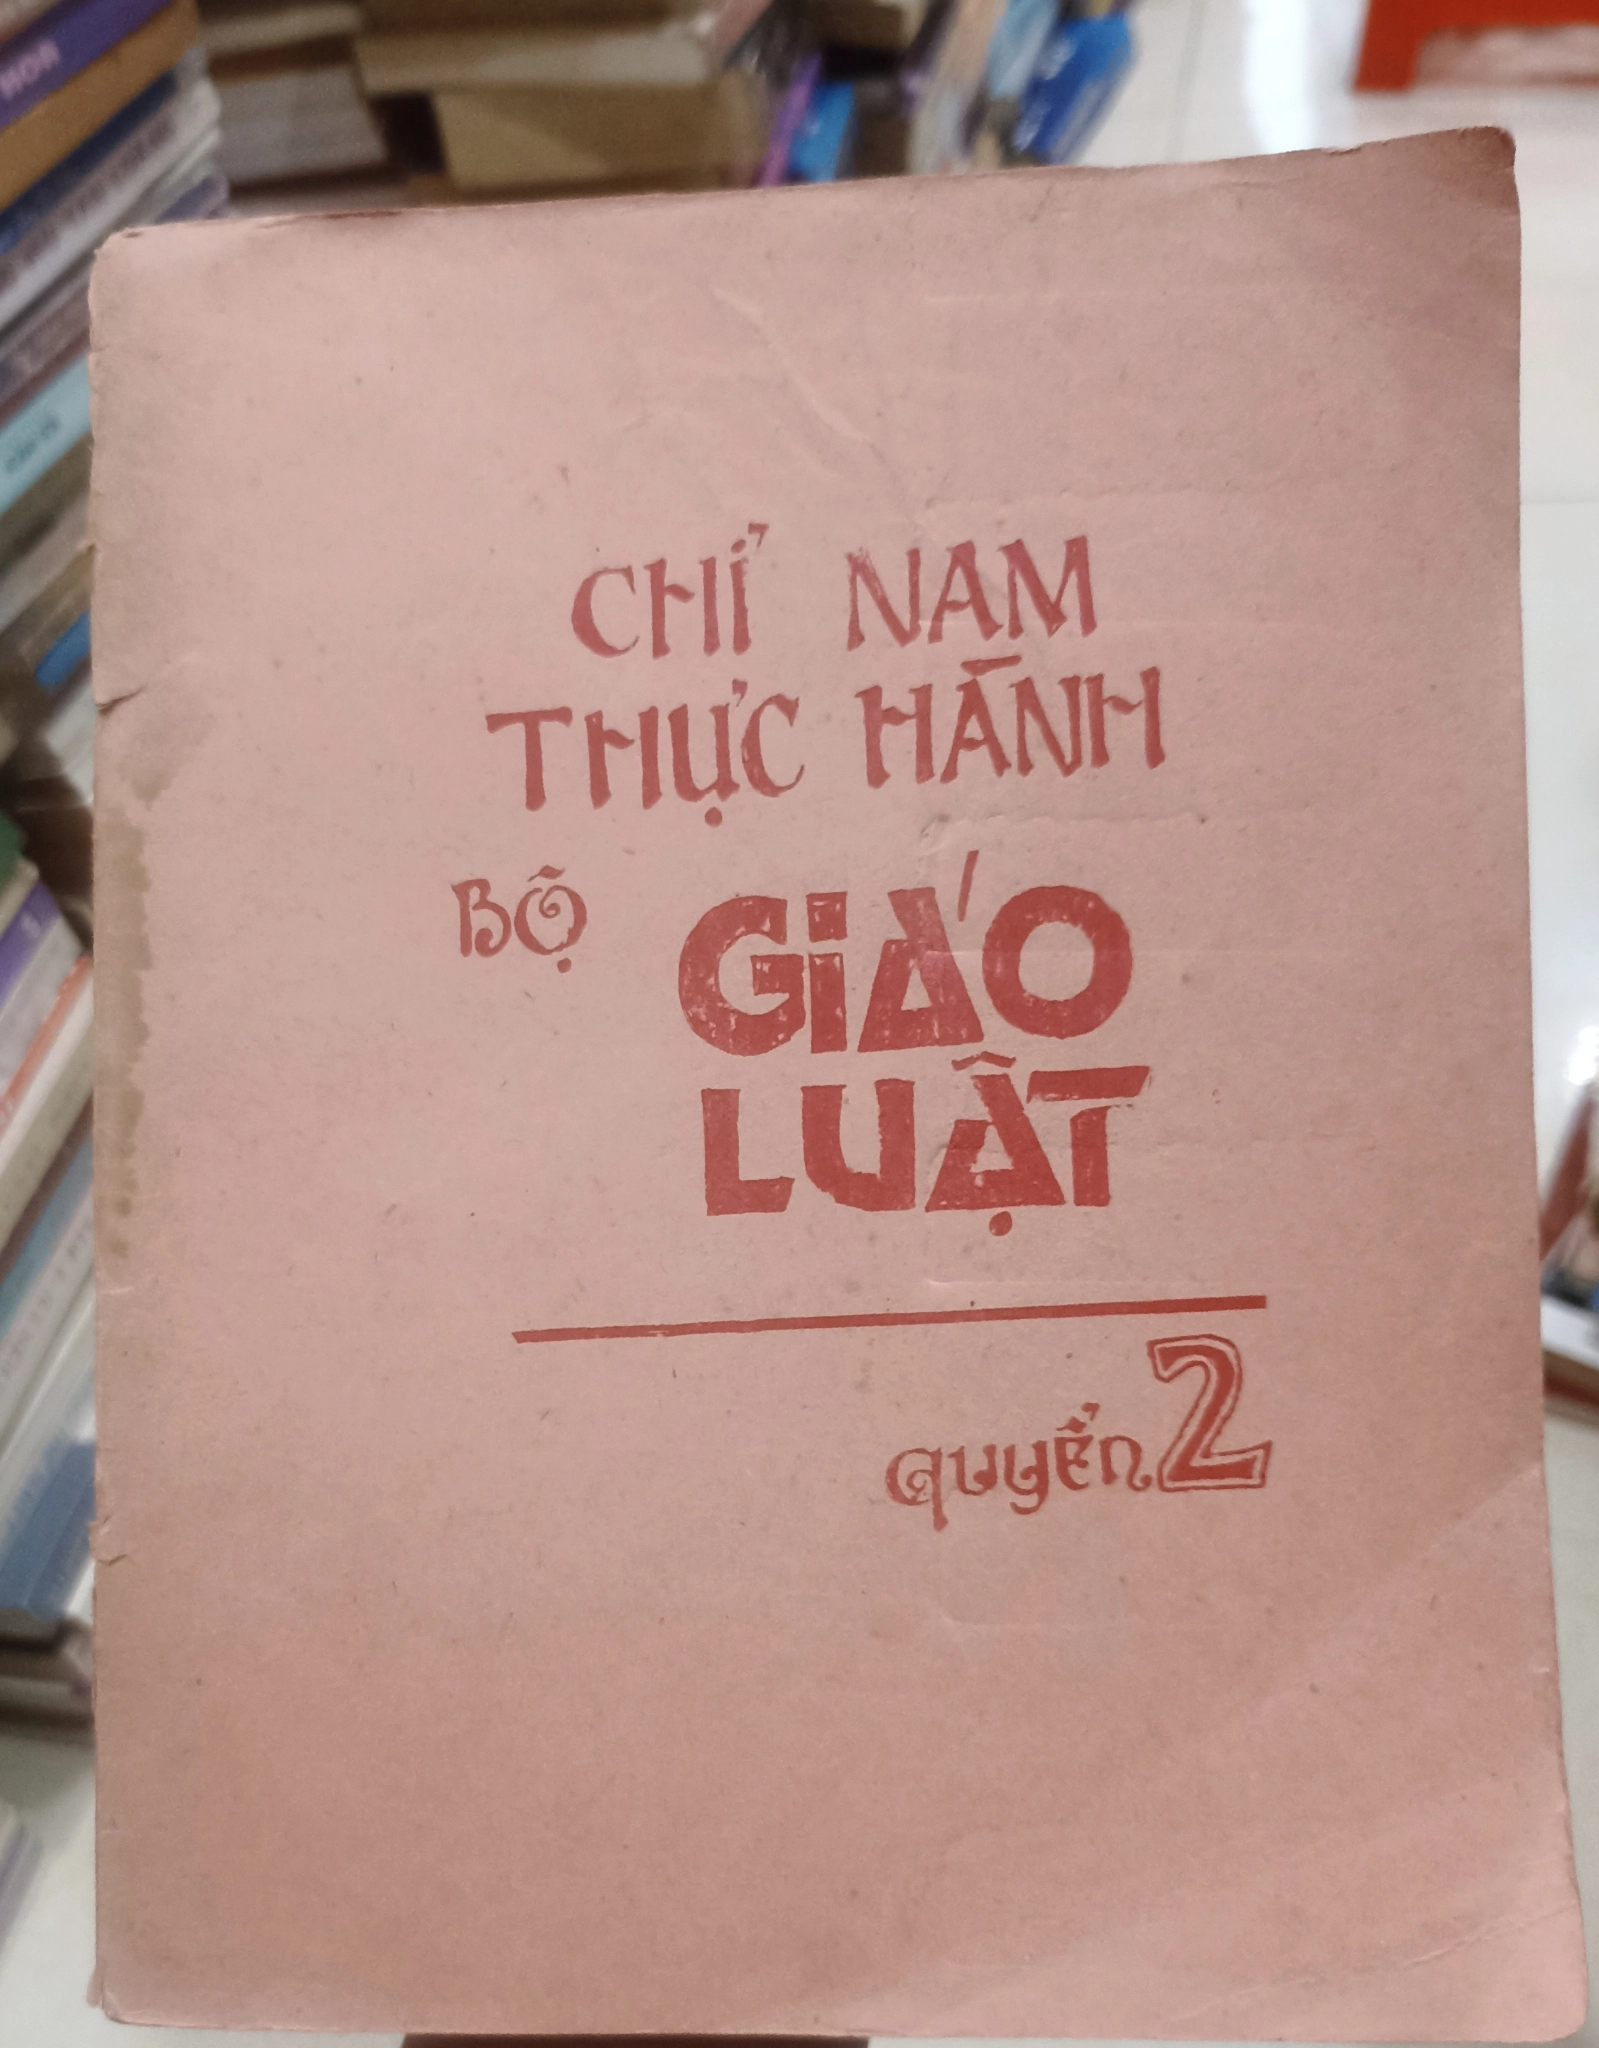 CHỈ NAM
THỰC HÀNH
BỘ GIÁO
LUẬT
quyển 2